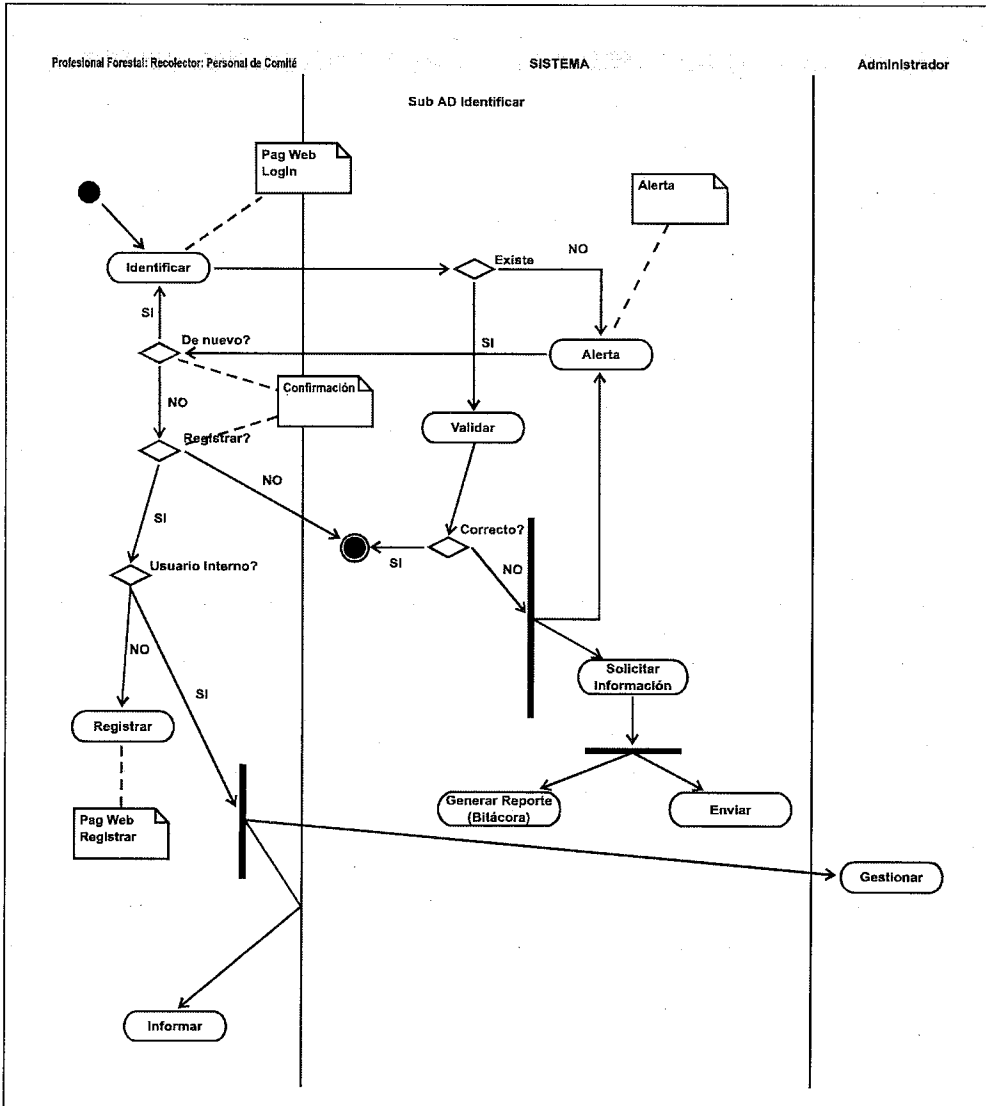 Profesional Forestal: Recolector: Personal de Comité
SISTEMA
Administrador
Sub AD Identificar
Pag Web
LogIn
Alerta
Identificar
Existe
NO
SI
De nuevo?
SI
Alerta
Confirmación
NO
Validar
Registrar?
NO
SI
Correcto?
SI
NO
Usuario Interno?
NO
SI
Solicitar
Información
Registrar
Generar Reporte
(Bitácora)
Enviar
Pag Web
Registrar
Gestionar
Informar